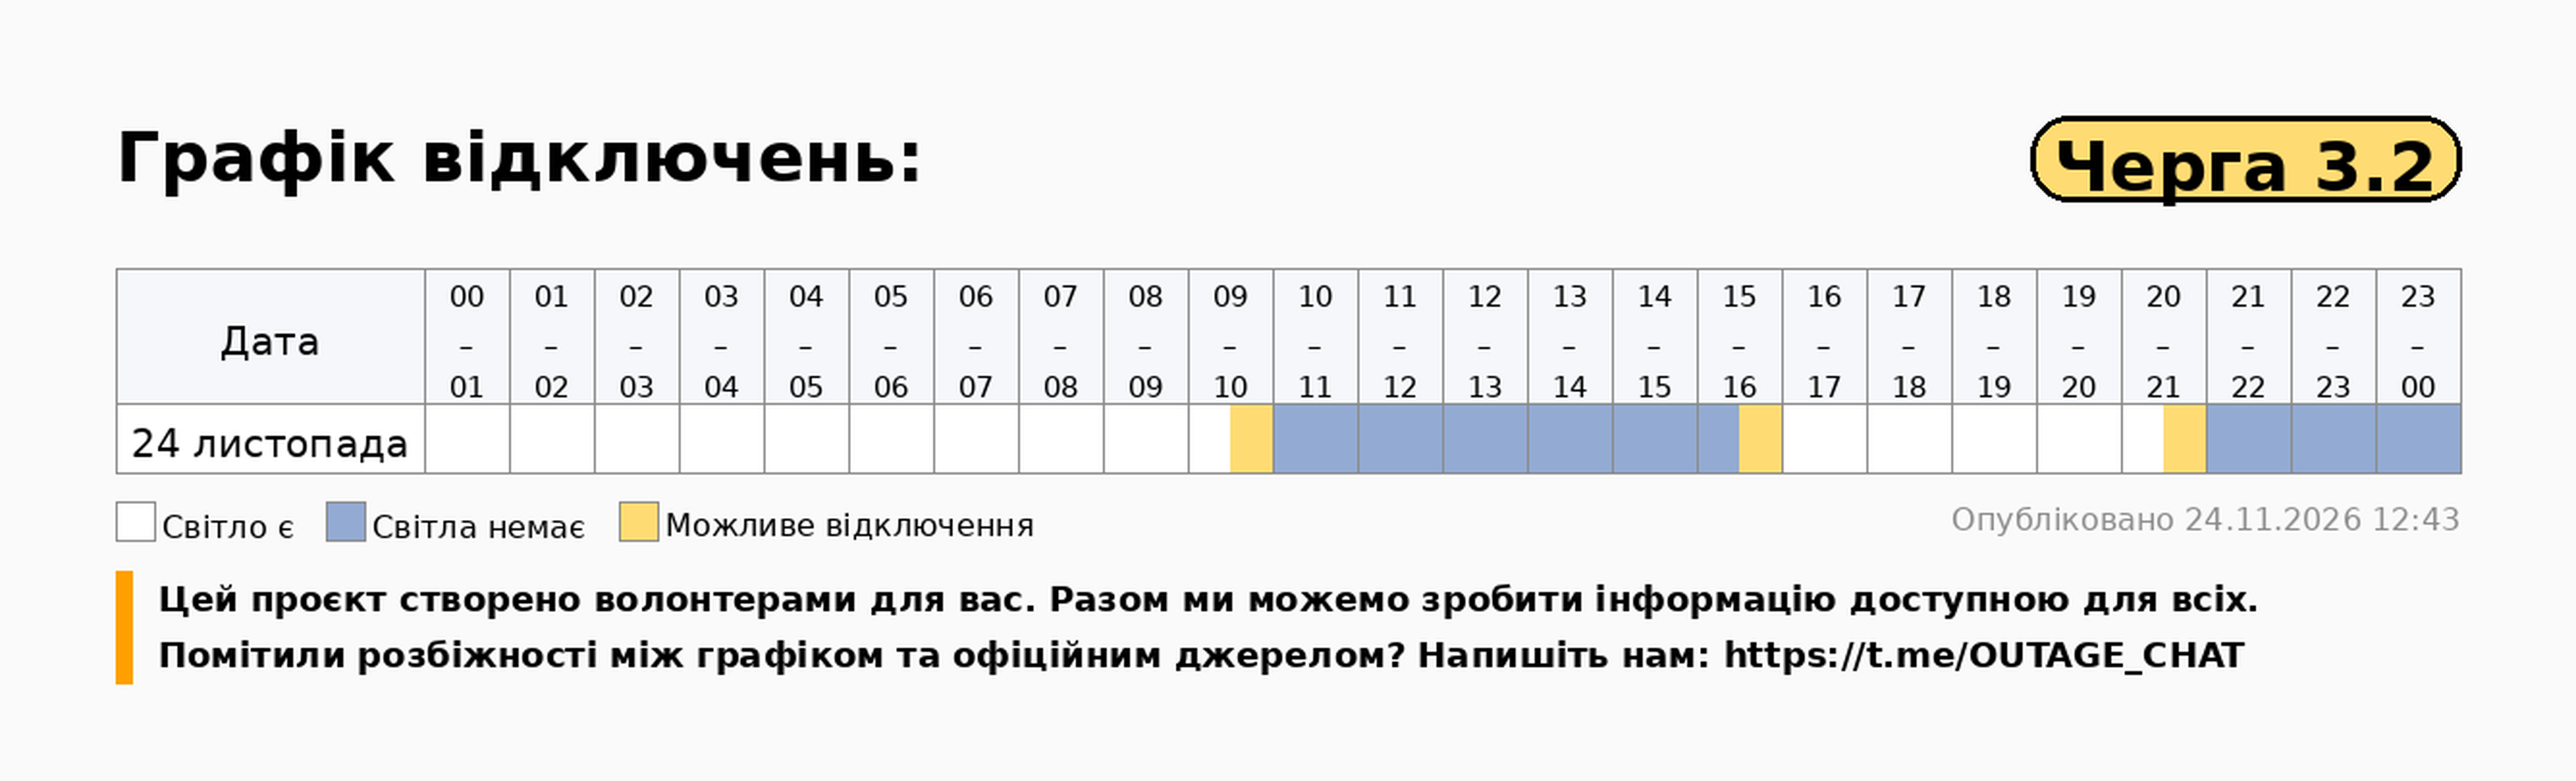 Графік відключень:
Черга 3.2
Дата
00 – 01
01 – 02
02 – 03
03 – 04
04 – 05
05 – 06
06 – 07
07 – 08
08 – 09
09 – 10
10 – 11
11 – 12
12 – 13
13 – 14
14 – 15
15 – 16
16 – 17
17 – 18
18 – 19
19 – 20
20 – 21
21 – 22
22 – 23
23 – 00
24 листопада
Світло є
Світла немає
Можливе відключення
Опубліковано 24.11.2026 12:43
Цей проєкт створено волонтерами для вас. Разом ми можемо зробити інформацію доступною для всіх.
Помітили розбіжності між графіком та офіційним джерелом? Напишіть нам: https://t.me/OUTAGE_CHAT